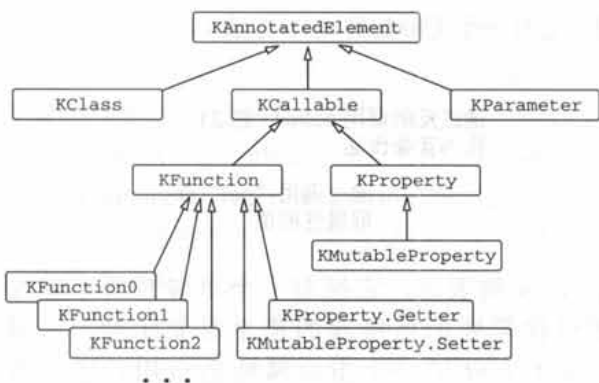 KAnnotatedElement
KClass
KCallable
KParameter
KFunction
KProperty
KMutableProperty
KFunction0
KFunction1
KFunction2
KProperty.Getter
KMutableProperty.Setter
...